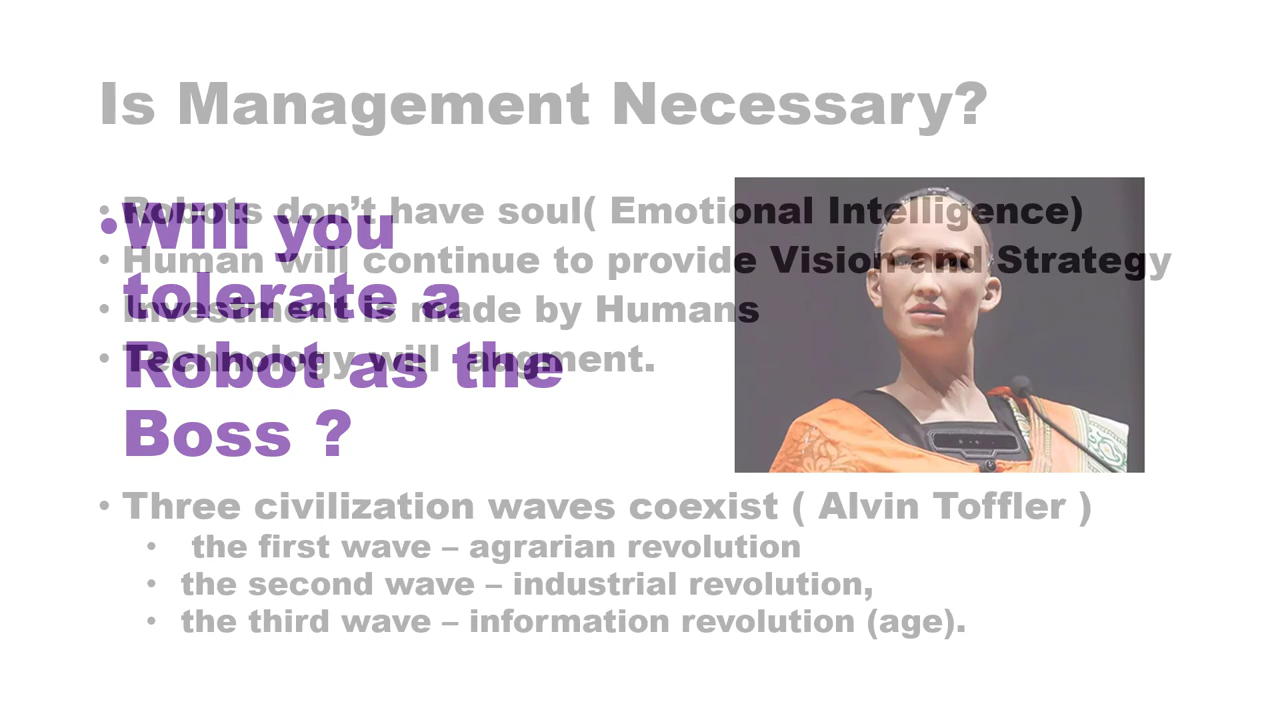 Is Management Necessary?
• Robots don’t have soul( Emotional Intelligence)
• Human will continue to provide Vision and Strategy
• Investment is made by Humans
• Technology will augment.
•Will you
tolerate a
Robot as the
Boss ?
• Three civilization waves coexist ( Alvin Toffler )
• the first wave – agrarian revolution
• the second wave – industrial revolution,
• the third wave – information revolution (age).